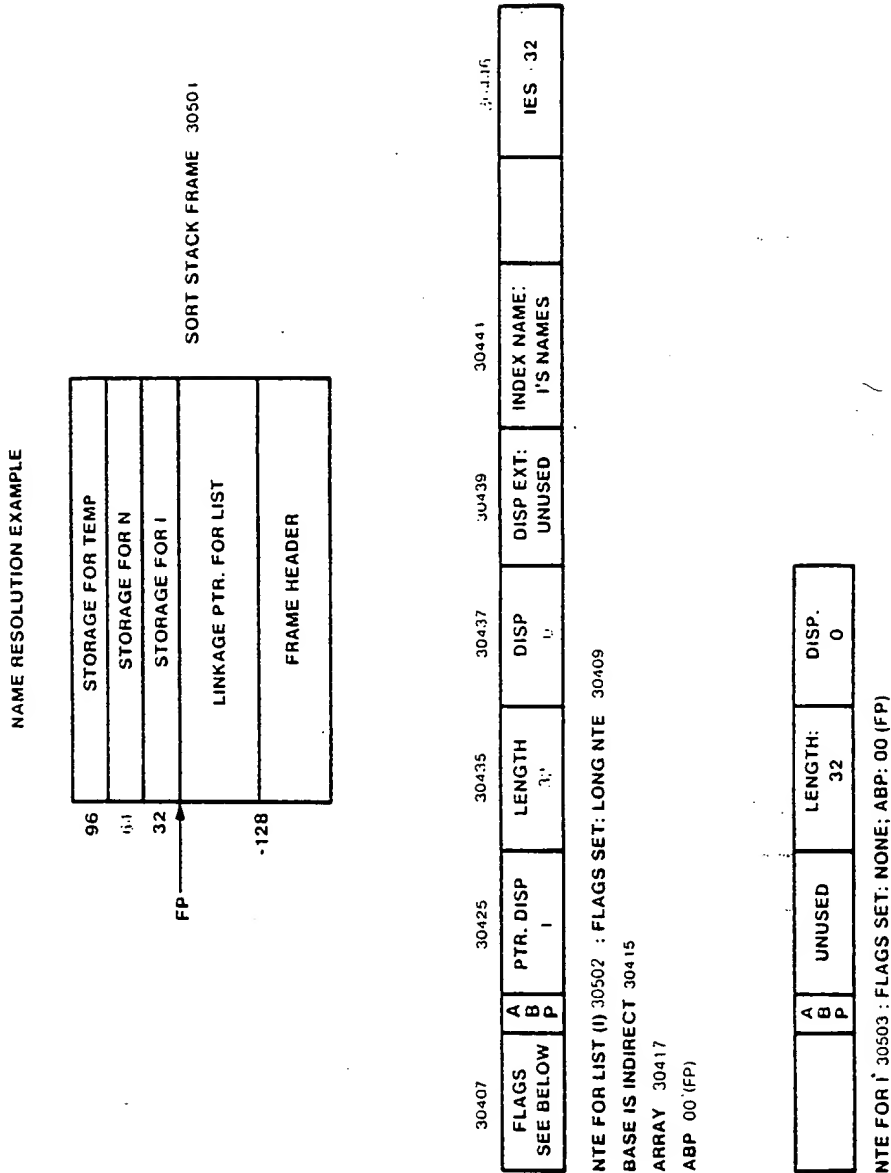 NAME RESOLUTION EXAMPLE
STORAGE FOR TEMP
STORAGE FOR N
STORAGE FOR I
LINKAGE PTR. FOR LIST
FRAME HEADER
96
64
32
FP
-128
SORT STACK FRAME 30501
30407
30425
30435
30437
30439
30441
FLAGS
SEE BELOW
A
B
P
PTR. DISP
LENGTH
DISP
DISP EXT:
UNUSED
INDEX NAME:
I'S NAMES
IES 32
NTE FOR LIST (I) 30502 : FLAGS SET: LONG NTE 30409
BASE IS INDIRECT 30415
ARRAY 30417
ABP 00 (FP)
A
B
P
UNUSED
LENGTH:
32
DISP.
0
NTE FOR I 30503 : FLAGS SET: NONE; ABP: 00 (FP)